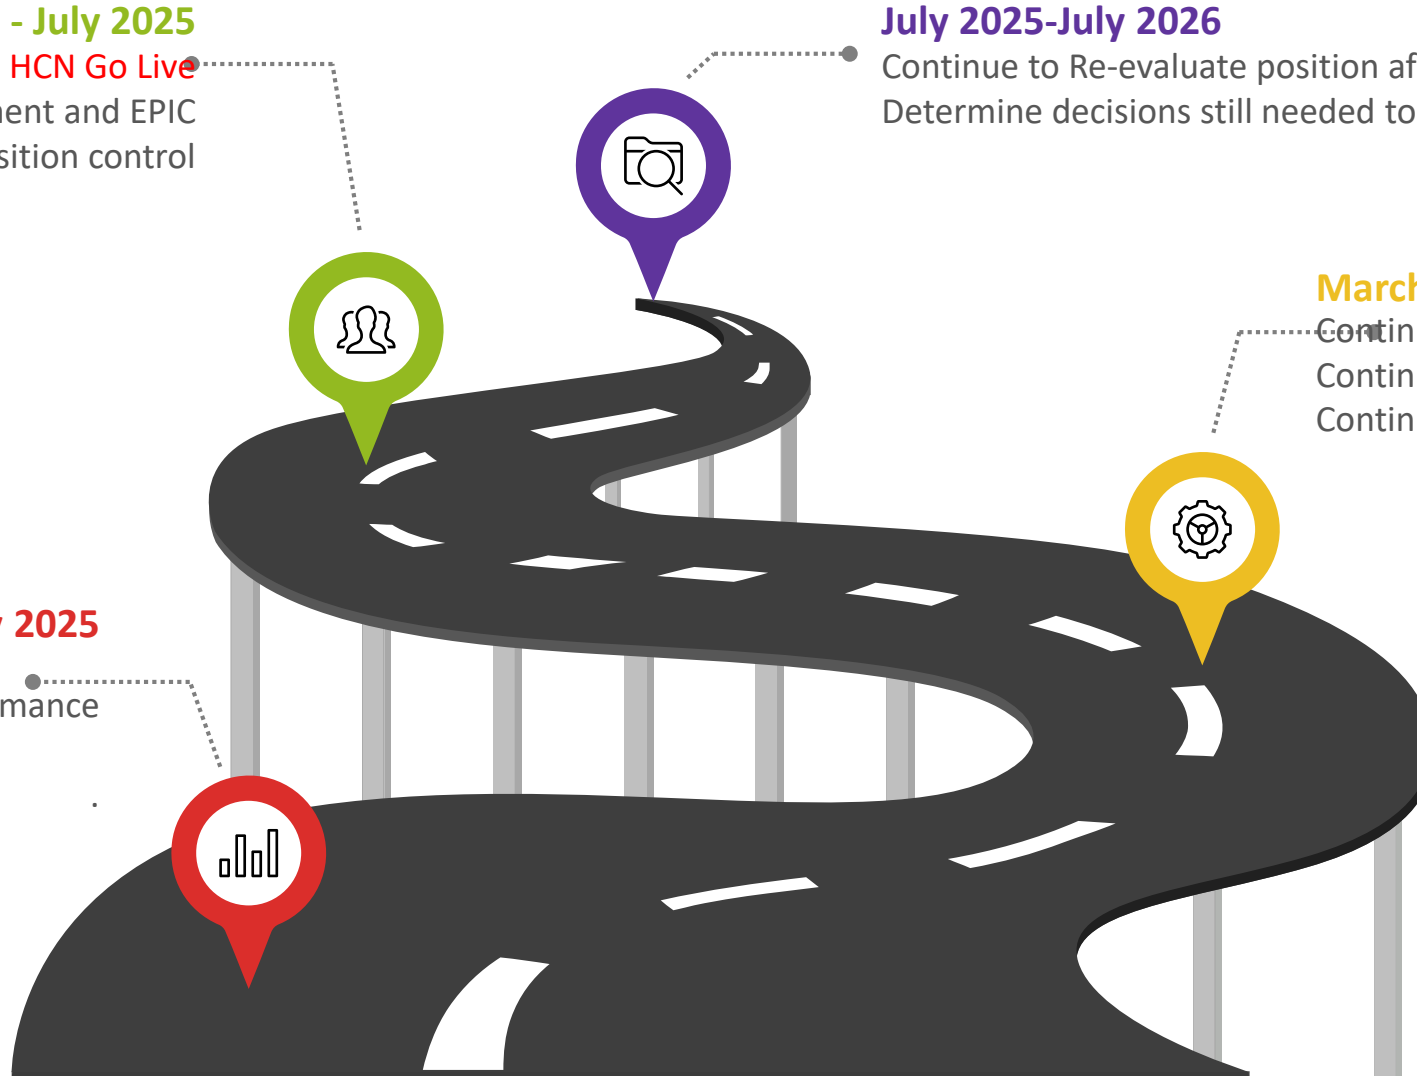 - July 2025
HCN Go Live
ment and EPIC
sition control
July 2025-July 2026
Continue to Re-evaluate position af
Determine decisions still needed to
March
Contin
Contin
Contin
2025
mance
.